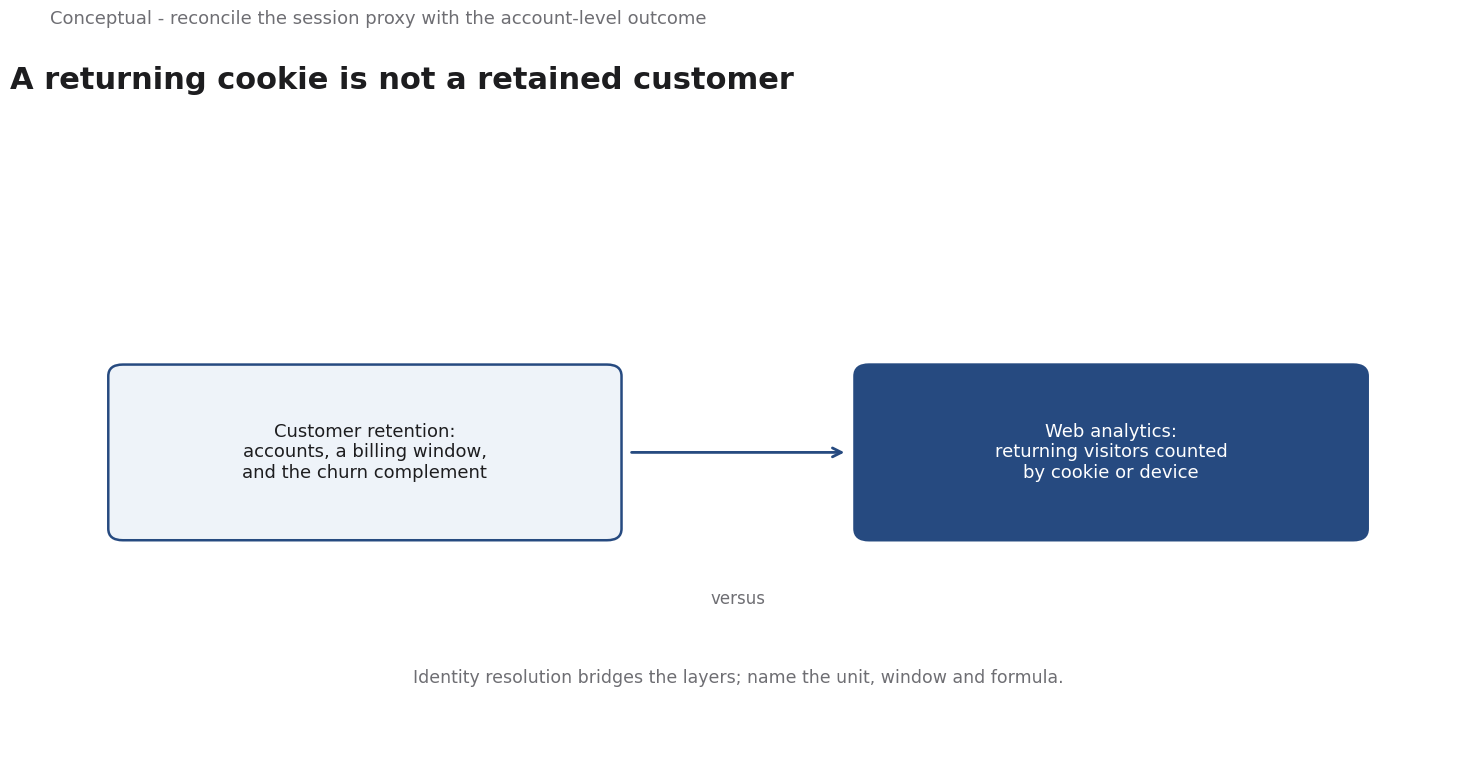 Conceptual - reconcile the session proxy with the account-level outcome
A returning cookie is not a retained customer
Customer retention:
accounts, a billing window,
and the churn complement
Web analytics:
returning visitors counted
by cookie or device
versus
Identity resolution bridges the layers; name the unit, window and formula.